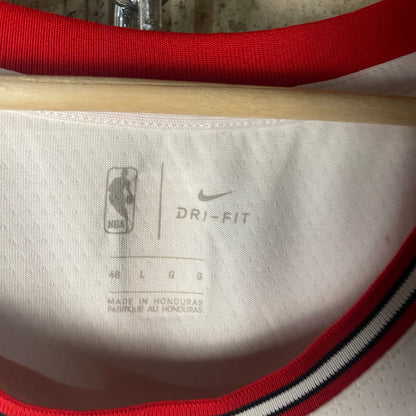 NBA
DRI-FIT
48 L G G
MADE IN HONDURAS
FABRIQUÉ AU HONDURAS